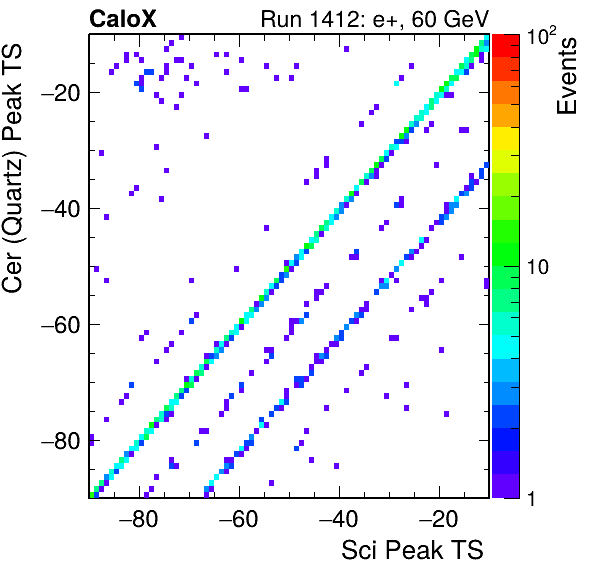 CaloX Run 1412: e+, 60 GeV
Cer (Quartz) Peak TS
−20
−40
−60
−80
−80 −60 −40 −20
Sci Peak TS
10²
10
1
Events